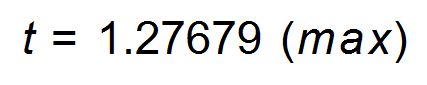 t = 1.27679 (max)